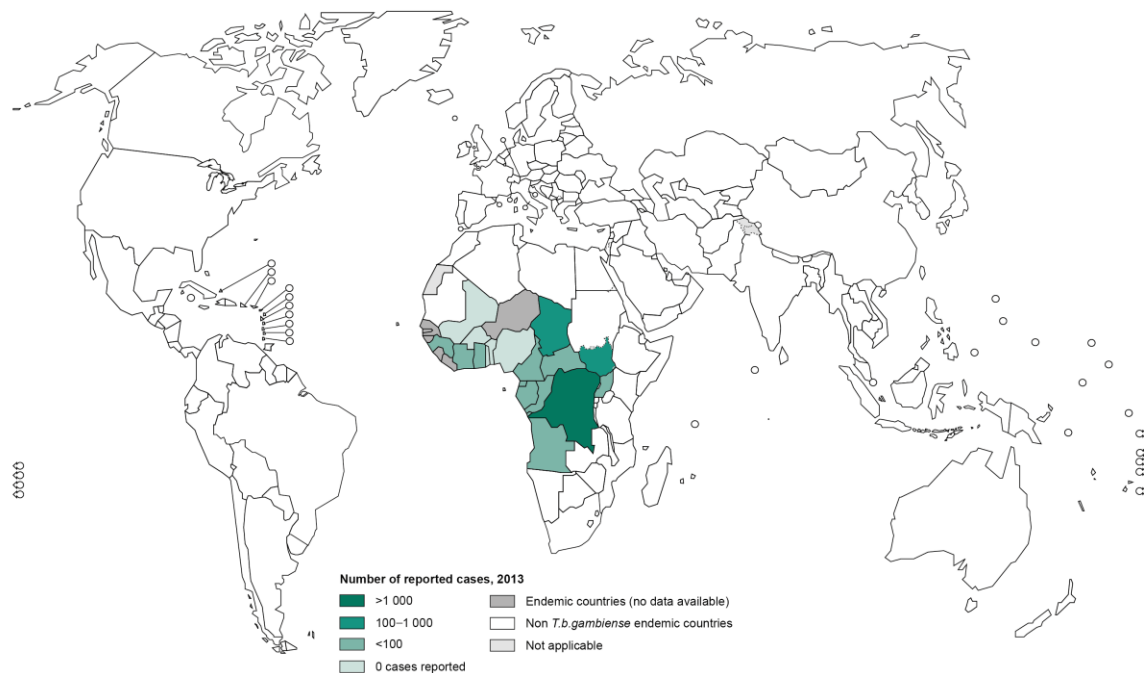 Number of reported cases, 2013
>1 000
100–1 000
<100
0 cases reported
Endemic countries (no data available)
Non T.b.gambiense endemic countries
Not applicable